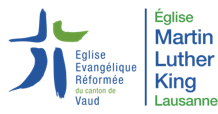 Eglise
Evangélique
Réformée
du canton de
Vaud
Église
Martin
Luther
King
Lausanne